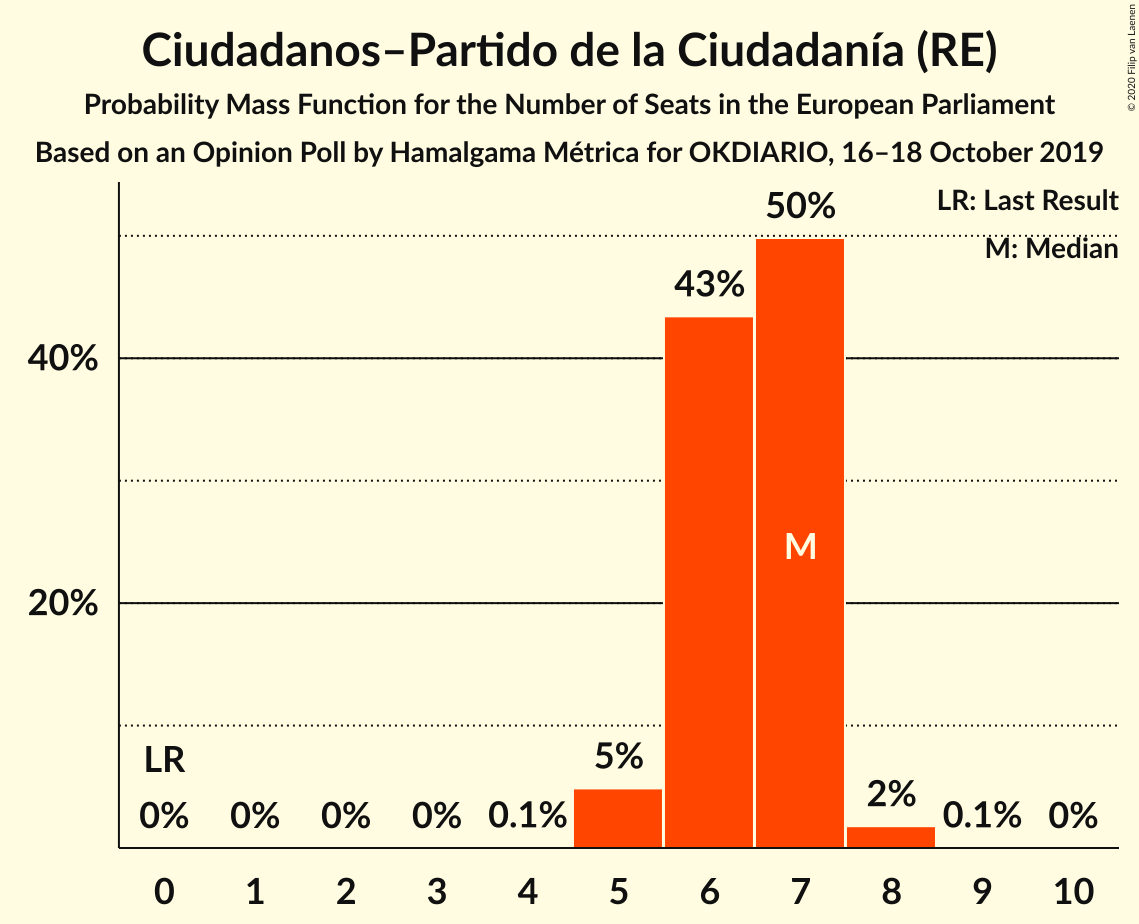 Ciudadanos–Partido de la Ciudadanía (RE)
Probability Mass Function for the Number of Seats in the European Parliament
Based on an Opinion Poll by Hamalgama Métrica for OKDIARIO, 16–18 October 2019
© 2020 Filip van Laenen
LR: Last Result
M: Median
50%
43%
40%
M
20%
LR
5%
2%
0% 0% 0% 0% 0.1% 0.1% 0%
0 1 2 3 4 5 6 7 8 9 10